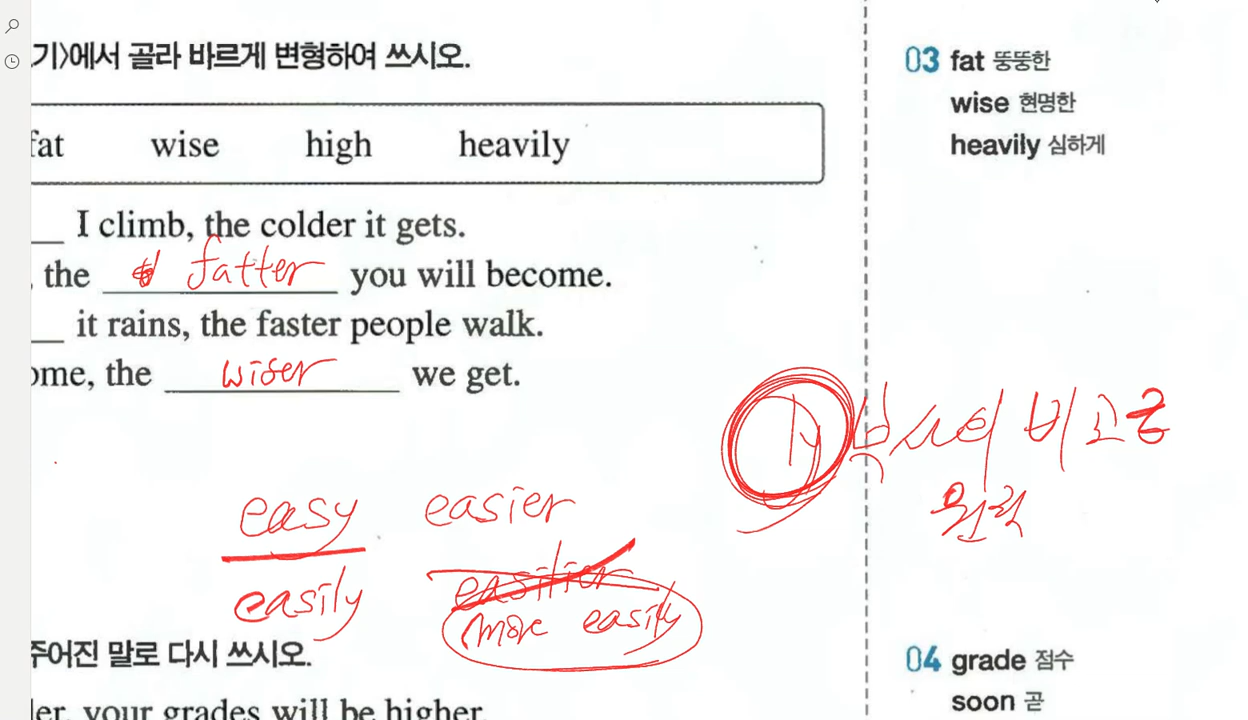 기〉에서 골라 바르게 변형하여 쓰시오.
fat wise high heavily
I climb, the colder it gets.
the fatter you will become.
it rains, the faster people walk.
ome, the wiser we get.
easy easier
easily easilier
more easily
부사의 비교급
원칙
주어진 말로 다시 쓰시오.
ler, your grades will be higher.
03 fat 뚱뚱한
wise 현명한
heavily 심하게
04 grade 점수
soon 곧